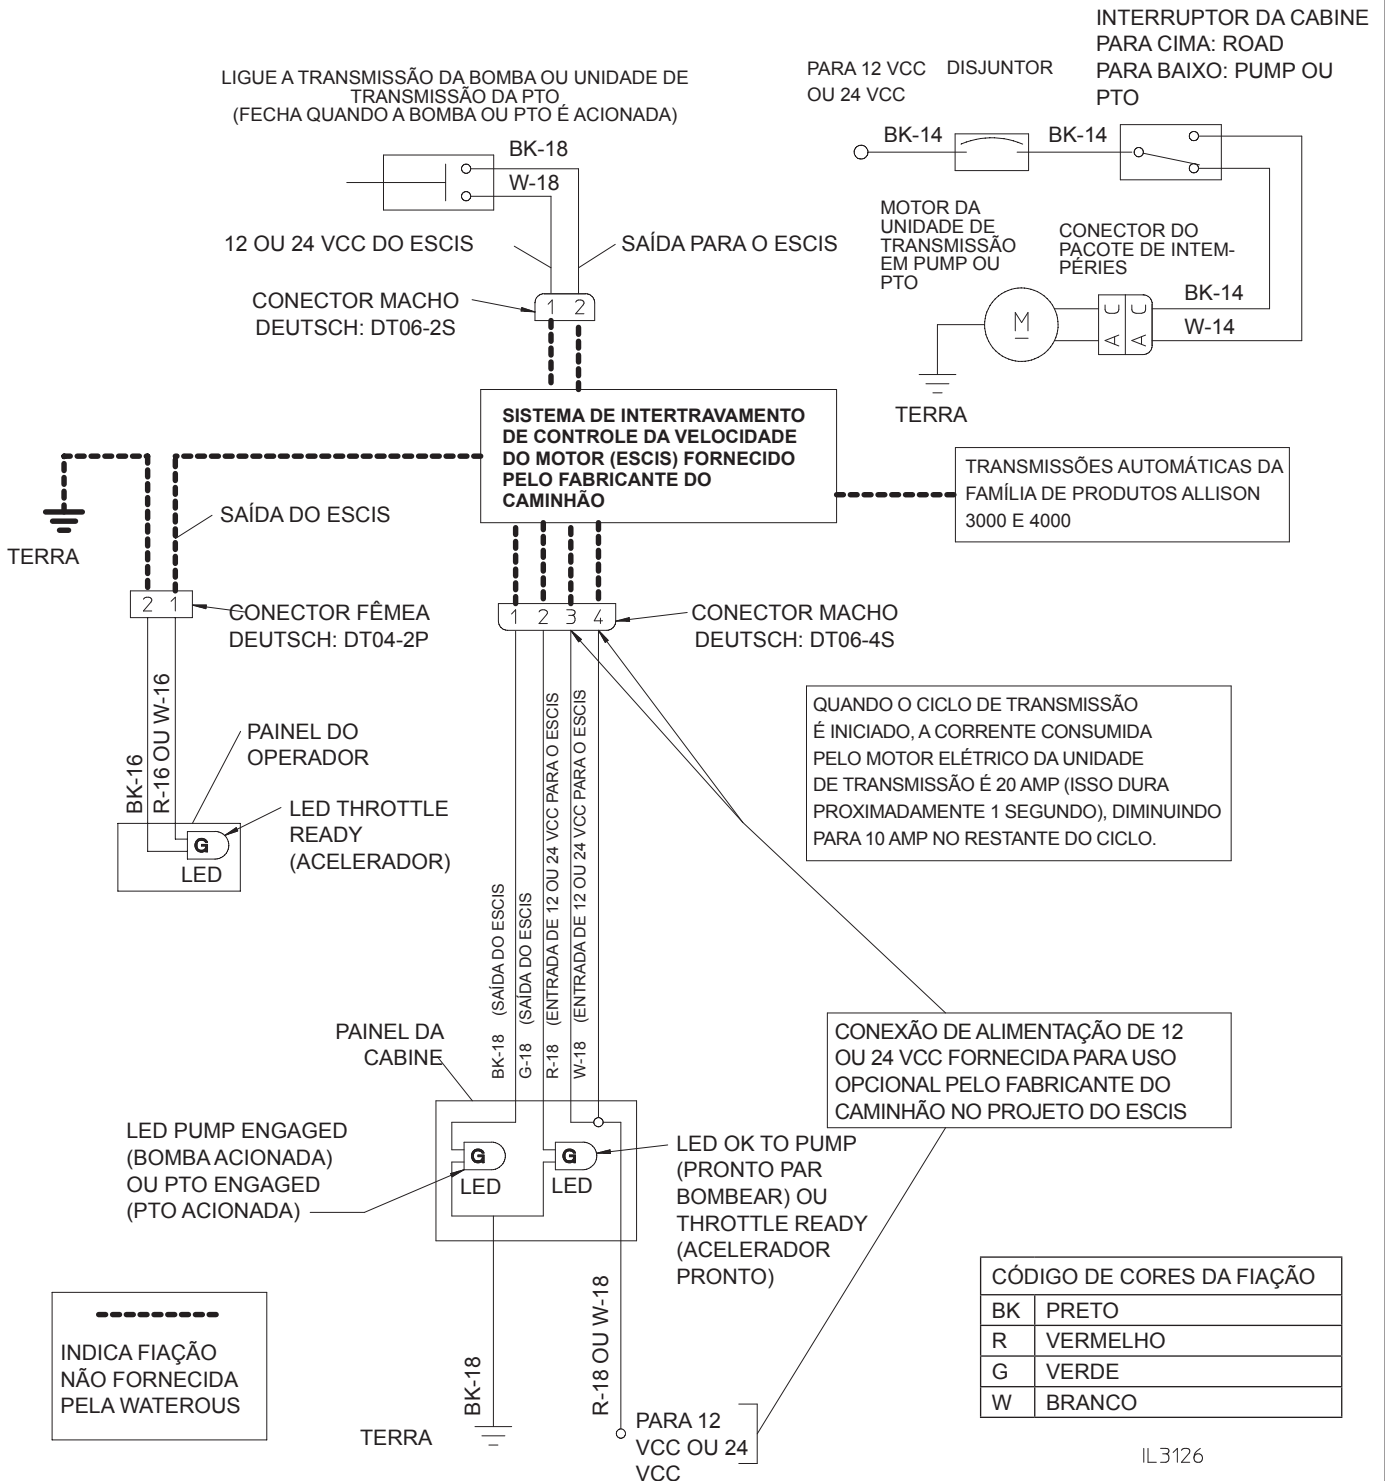 INTERRUPTOR DA CABINE
PARA CIMA: ROAD
PARA BAIXO: PUMP OU
PTO
PARA 12 VCC
OU 24 VCC
DISJUNTOR
LIGUE A TRANSMISSÃO DA BOMBA OU UNIDADE DE
TRANSMISSÃO DA PTO
(FECHA QUANDO A BOMBA OU PTO É ACIONADA)
BK-14
BK-14
BK-18
W-18
MOTOR DA
UNIDADE DE
TRANSMISSÃO
EM PUMP OU
PTO
CONECTOR DO
PACOTE DE INTEM-
PÉRIES
12 OU 24 VCC DO ESCIS
SAÍDA PARA O ESCIS
CONECTOR MACHO
DEUTSCH: DT06-2S
1 2
M
A C
A C
BK-14
W-14
TERRA
SISTEMA DE INTERTRAVAMENTO
DE CONTROLE DA VELOCIDADE
DO MOTOR (ESCIS) FORNECIDO
PELO FABRICANTE DO
CAMINHÃO
TRANSMISSÕES AUTOMÁTICAS DA
FAMÍLIA DE PRODUTOS ALLISON
3000 E 4000
SAÍDA DO ESCIS
TERRA
2 1
CONECTOR FÊMEA
DEUTSCH: DT04-2P
1 2 3 4
CONECTOR MACHO
DEUTSCH: DT06-4S
BK-16
R-16 OU W-16
PAINEL DO
OPERADOR
LED THROTTLE
READY
(ACELERADOR)
G
LED
QUANDO O CICLO DE TRANSMISSÃO
É INICIADO, A CORRENTE CONSUMIDA
PELO MOTOR ELÉTRICO DA UNIDADE
DE TRANSMISSÃO É 20 AMP (ISSO DURA
PROXIMADAMENTE 1 SEGUNDO), DIMINUINDO
PARA 10 AMP NO RESTANTE DO CICLO.
BK-18 (SAÍDA DO ESCIS
G-18 (SAÍDA DO ESCIS
R-18 (ENTRADA DE 12 OU 24 VCC PARA O ESCIS
W-18 (ENTRADA DE 12 OU 24 VCC PARA O ESCIS
PAINEL DA
CABINE
CONEXÃO DE ALIMENTAÇÃO DE 12
OU 24 VCC FORNECIDA PARA USO
OPCIONAL PELO FABRICANTE DO
CAMINHÃO NO PROJETO DO ESCIS
LED PUMP ENGAGED
(BOMBA ACIONADA)
OU PTO ENGAGED
(PTO ACIONADA)
G
LED
G
LED
LED OK TO PUMP
(PRONTO PAR
BOMBEAR) OU
THROTTLE READY
(ACELERADOR
PRONTO)
INDICA FIAÇÃO
NÃO FORNECIDA
PELA WATEROUS
BK-18
TERRA
R-18 OU W-18
PARA 12
VCC OU 24
VCC
CÓDIGO DE CORES DA FIAÇÃO
BK PRETO
R VERMELHO
G VERDE
W BRANCO
IL3126